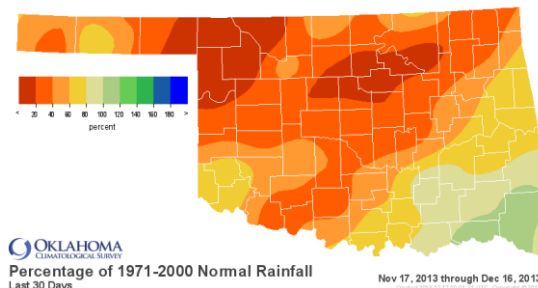 < 20 40 60 80 100 120 140 160 180 >
percent
OKLAHOMA
CLIMATOLOGICAL SURVEY
Percentage of 1971-2000 Normal Rainfall
Last 30 Days
Nov 17, 2013 through Dec 16, 2013